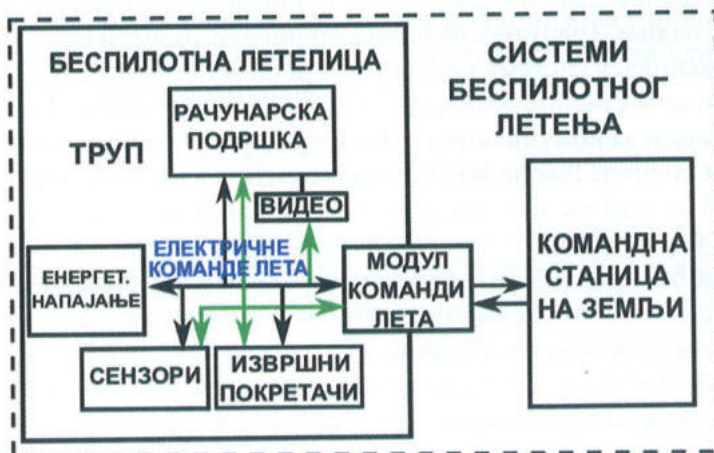 БЕСПИЛОТНА ЛЕТЕЛИЦА
СИСТЕМИ
БЕСПИЛОТНОГ
ЛЕТЕЊА
ТРУП
РАЧУНАРСКА
ПОДРШКА
ВИДЕО
ЕЛЕКТРИЧНЕ
КОМАНДЕ ЛЕТА
ЕНЕРГЕТ.
НАПАЈАЊЕ
МОДУЛ
КОМАНДИ
ЛЕТА
КОМАНДНА
СТАНИЦА
НА ЗЕМЉИ
СЕНЗОРИ
ИЗВРШНИ
ПОКРЕТАЧИ